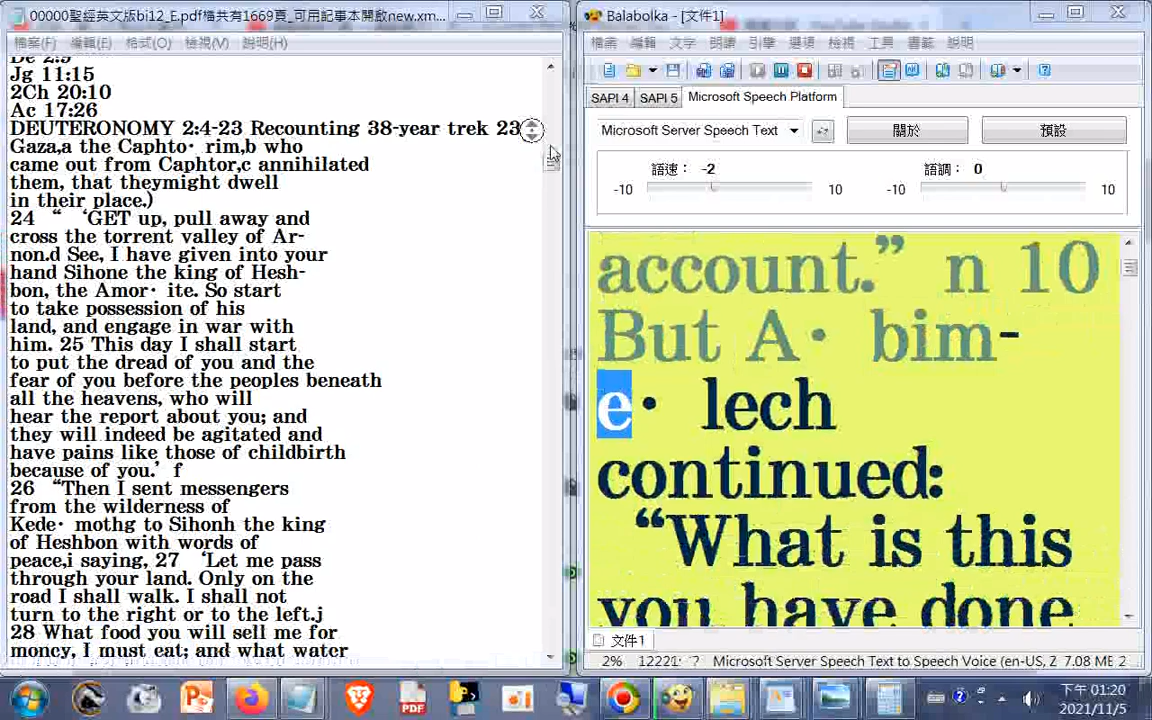 00000聖經英文版bi12_E.pdf檔共有1669頁_可用記事本開啟new.xm...
檔案(F) 編輯(E) 格式(O) 檢視(V) 說明(H)
De 2:9
Jg 11:15
2Ch 20:10
Ac 17:26
DEUTERONOMY 2:4-23 Recounting 38-year trek 23
Gaza,a the Caphto· rim,b who
came out from Caphtor,c annihilated
them, that theymight dwell
in their place.)
24 “ ‘GET up, pull away and
cross the torrent valley of Ar-
non.d See, I have given into your
hand Sihone the king of Hesh-
bon, the Amor· ite. So start
to take possession of his
land, and engage in war with
him. 25 This day I shall start
to put the dread of you and the
fear of you before the peoples beneath
all the heavens, who will
hear the report about you; and
they will indeed be agitated and
have pains like those of childbirth
because of you.’ f
26 “Then I sent messengers
from the wilderness of
Kede· mothg to Sihonh the king
of Heshbon with words of
peace,i saying, 27 ‘Let me pass
through your land. Only on the
road I shall walk. I shall not
turn to the right or to the left.j
28 What food you will sell me for
money, I must eat; and what water
Balabolka - [文件1]
檔案 編輯 文字 朗讀 引擎 選項 檢視 工具 書籤 說明
SAPI 4 SAPI 5 Microsoft Speech Platform
Microsoft Server Speech Text 關於 預設
語速： -2 語調： 0
-10 10 -10 10
account.” n 10
But A· bim-
e· lech
continued:
“What is this
you have done
文件1
2% 12221: ? Microsoft Server Speech Text to Speech Voice (en-US, Z 7.08 MB 2
下午 01:20
2021/11/5